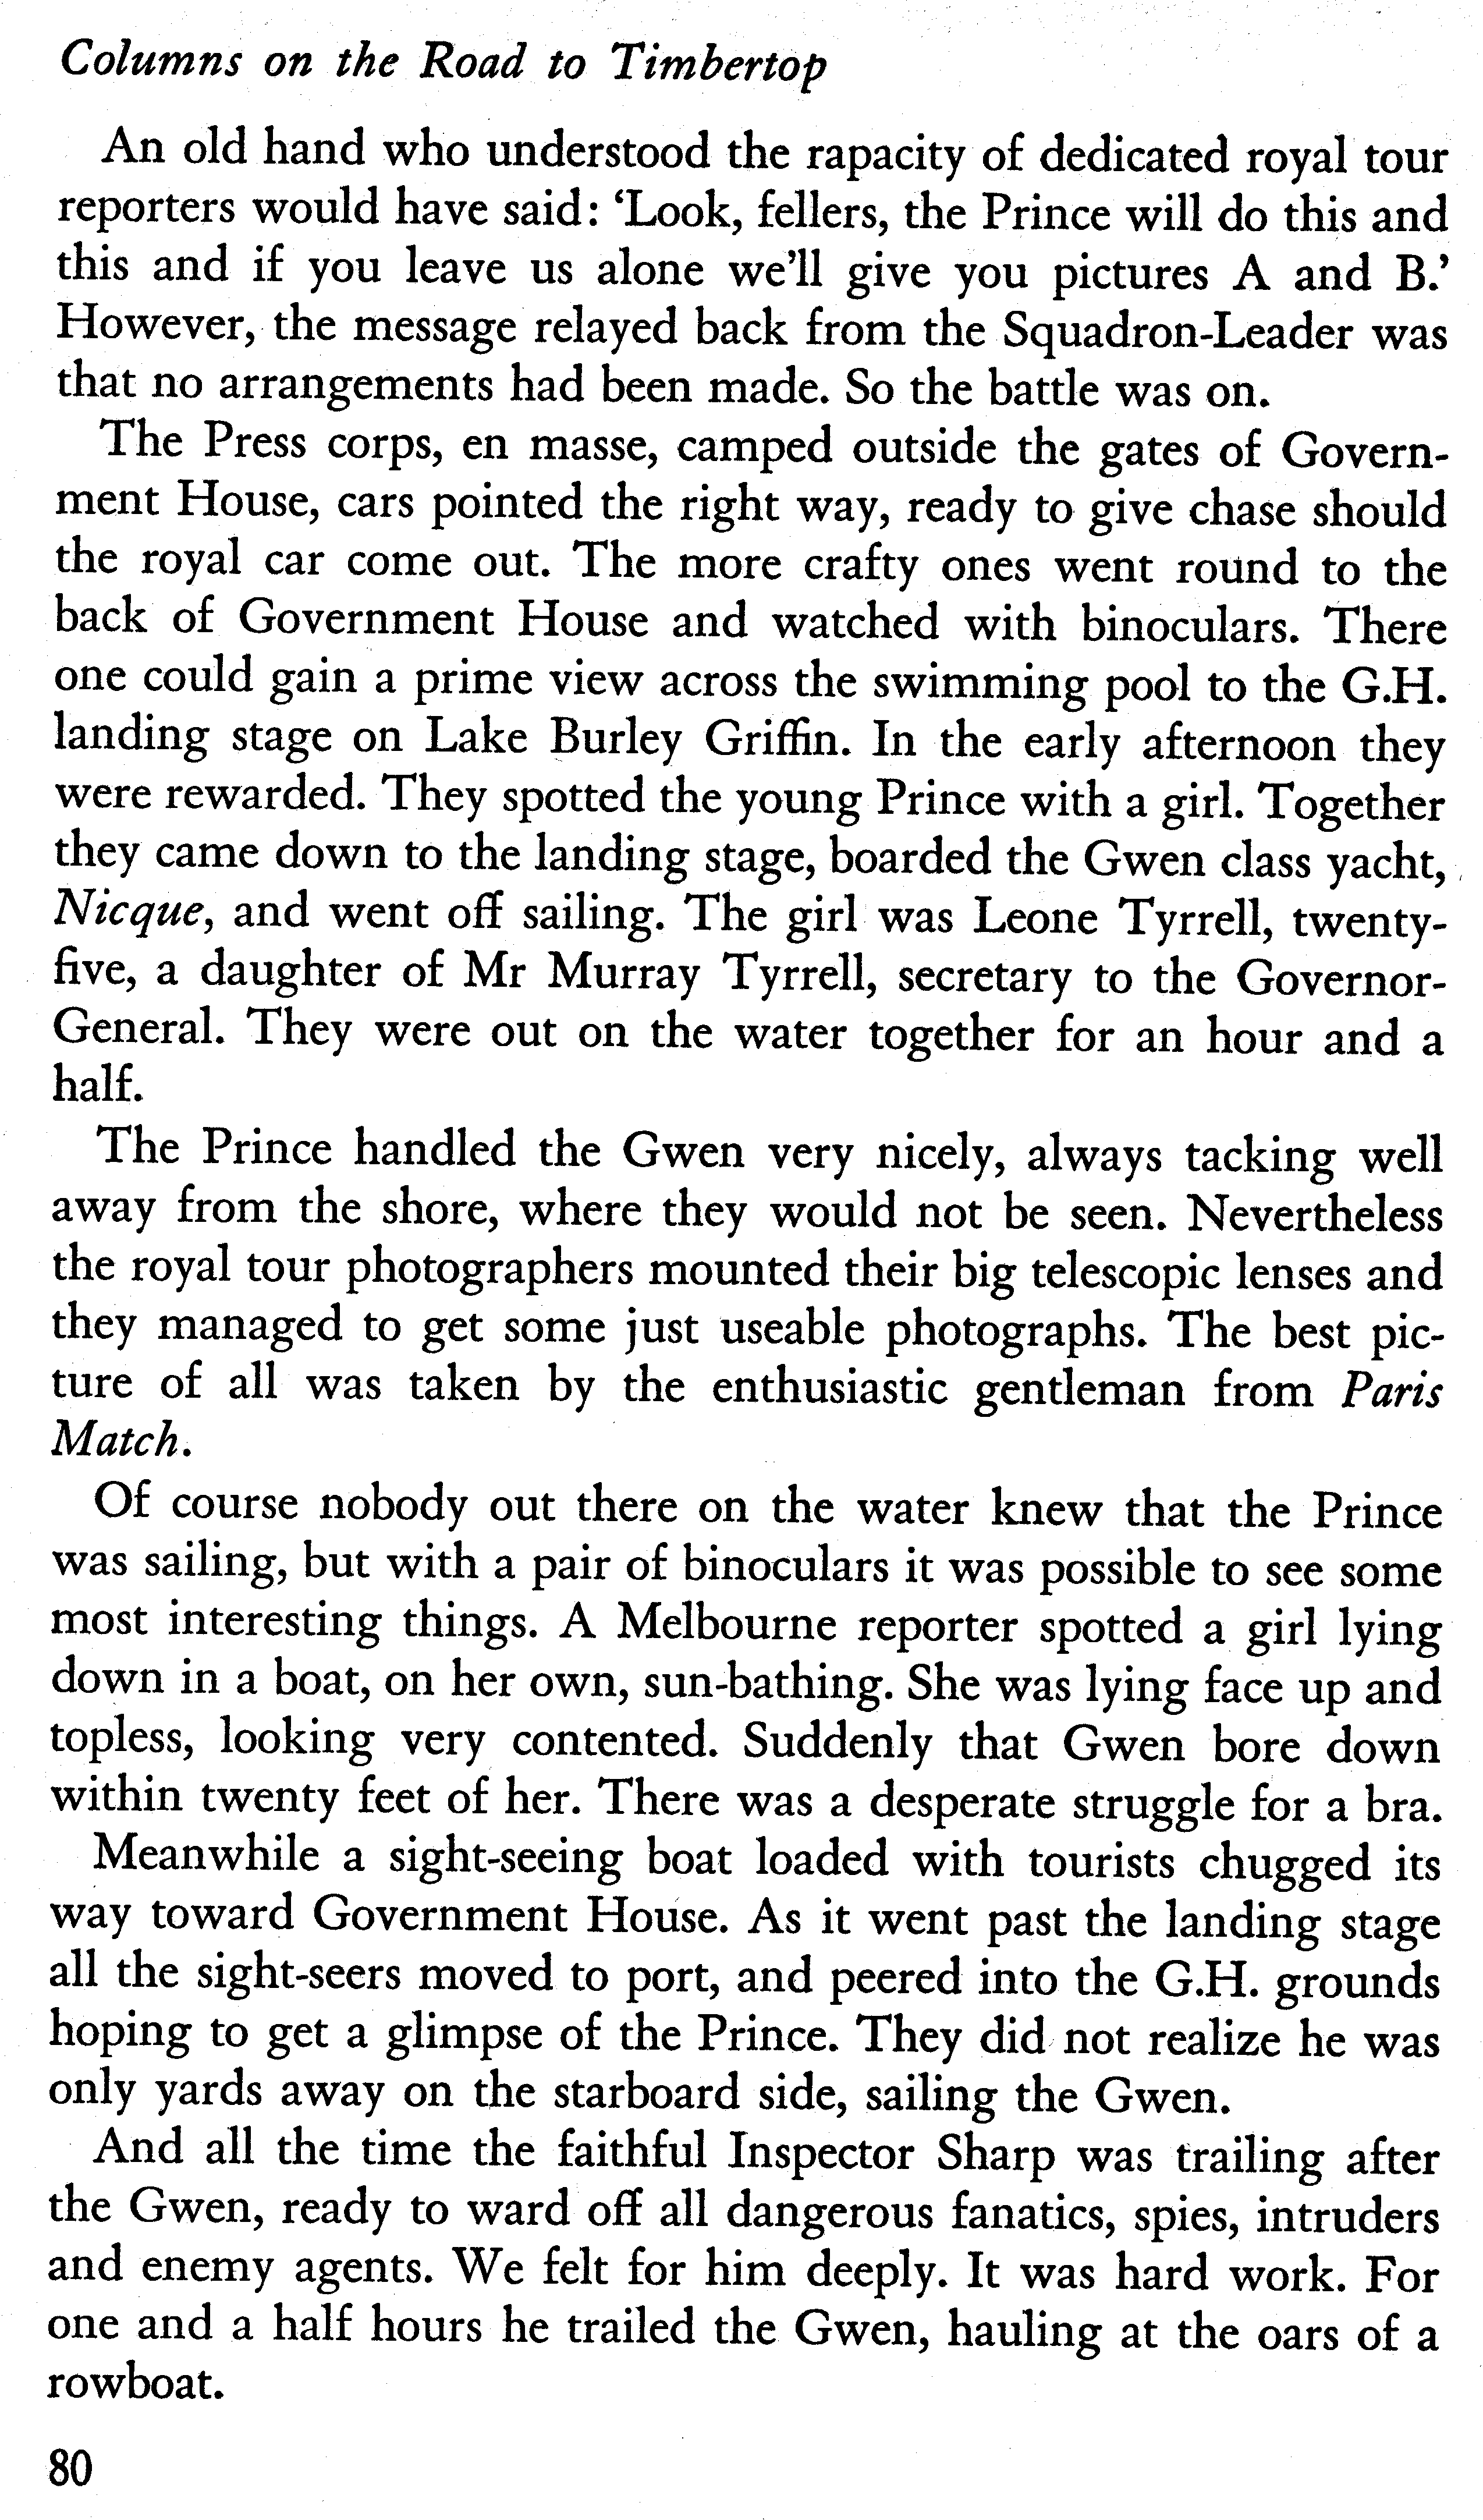 Columns on the Road to Timbertop
An old hand who understood the rapacity of dedicated royal tour
reporters would have said: ‘Look, fellers, the Prince will do this and
this and if you leave us alone we’ll give you pictures A and B.’
However, the message relayed back from the Squadron-Leader was
that no arrangements had been made. So the battle was on.
The Press corps, en masse, camped outside the gates of Govern-
ment House, cars pointed the right way, ready to give chase should
the royal car come out. The more crafty ones went round to the
back of Government House and watched with binoculars. There
one could gain a prime view across the swimming pool to the G.H.
landing stage on Lake Burley Griffin. In the early afternoon they
were rewarded. They spotted the young Prince with a girl. Together
they came down to the landing stage, boarded the Gwen class yacht,
Nicque, and went off sailing. The girl was Leone Tyrrell, twenty-
five, a daughter of Mr Murray Tyrrell, secretary to the Governor-
General. They were out on the water together for an hour and a
half.
The Prince handled the Gwen very nicely, always tacking well
away from the shore, where they would not be seen. Nevertheless
the royal tour photographers mounted their big telescopic lenses and
they managed to get some just useable photographs. The best pic-
ture of all was taken by the enthusiastic gentleman from Paris
Match.
Of course nobody out there on the water knew that the Prince
was sailing, but with a pair of binoculars it was possible to see some
most interesting things. A Melbourne reporter spotted a girl lying
down in a boat, on her own, sun-bathing. She was lying face up and
topless, looking very contented. Suddenly that Gwen bore down
within twenty feet of her. There was a desperate struggle for a bra.
Meanwhile a sight-seeing boat loaded with tourists chugged its
way toward Government House. As it went past the landing stage
all the sight-seers moved to port, and peered into the G.H. grounds
hoping to get a glimpse of the Prince. They did not realize he was
only yards away on the starboard side, sailing the Gwen.
And all the time the faithful Inspector Sharp was trailing after
the Gwen, ready to ward off all dangerous fanatics, spies, intruders
and enemy agents. We felt for him deeply. It was hard work. For
one and a half hours he trailed the Gwen, hauling at the oars of a
rowboat.
80